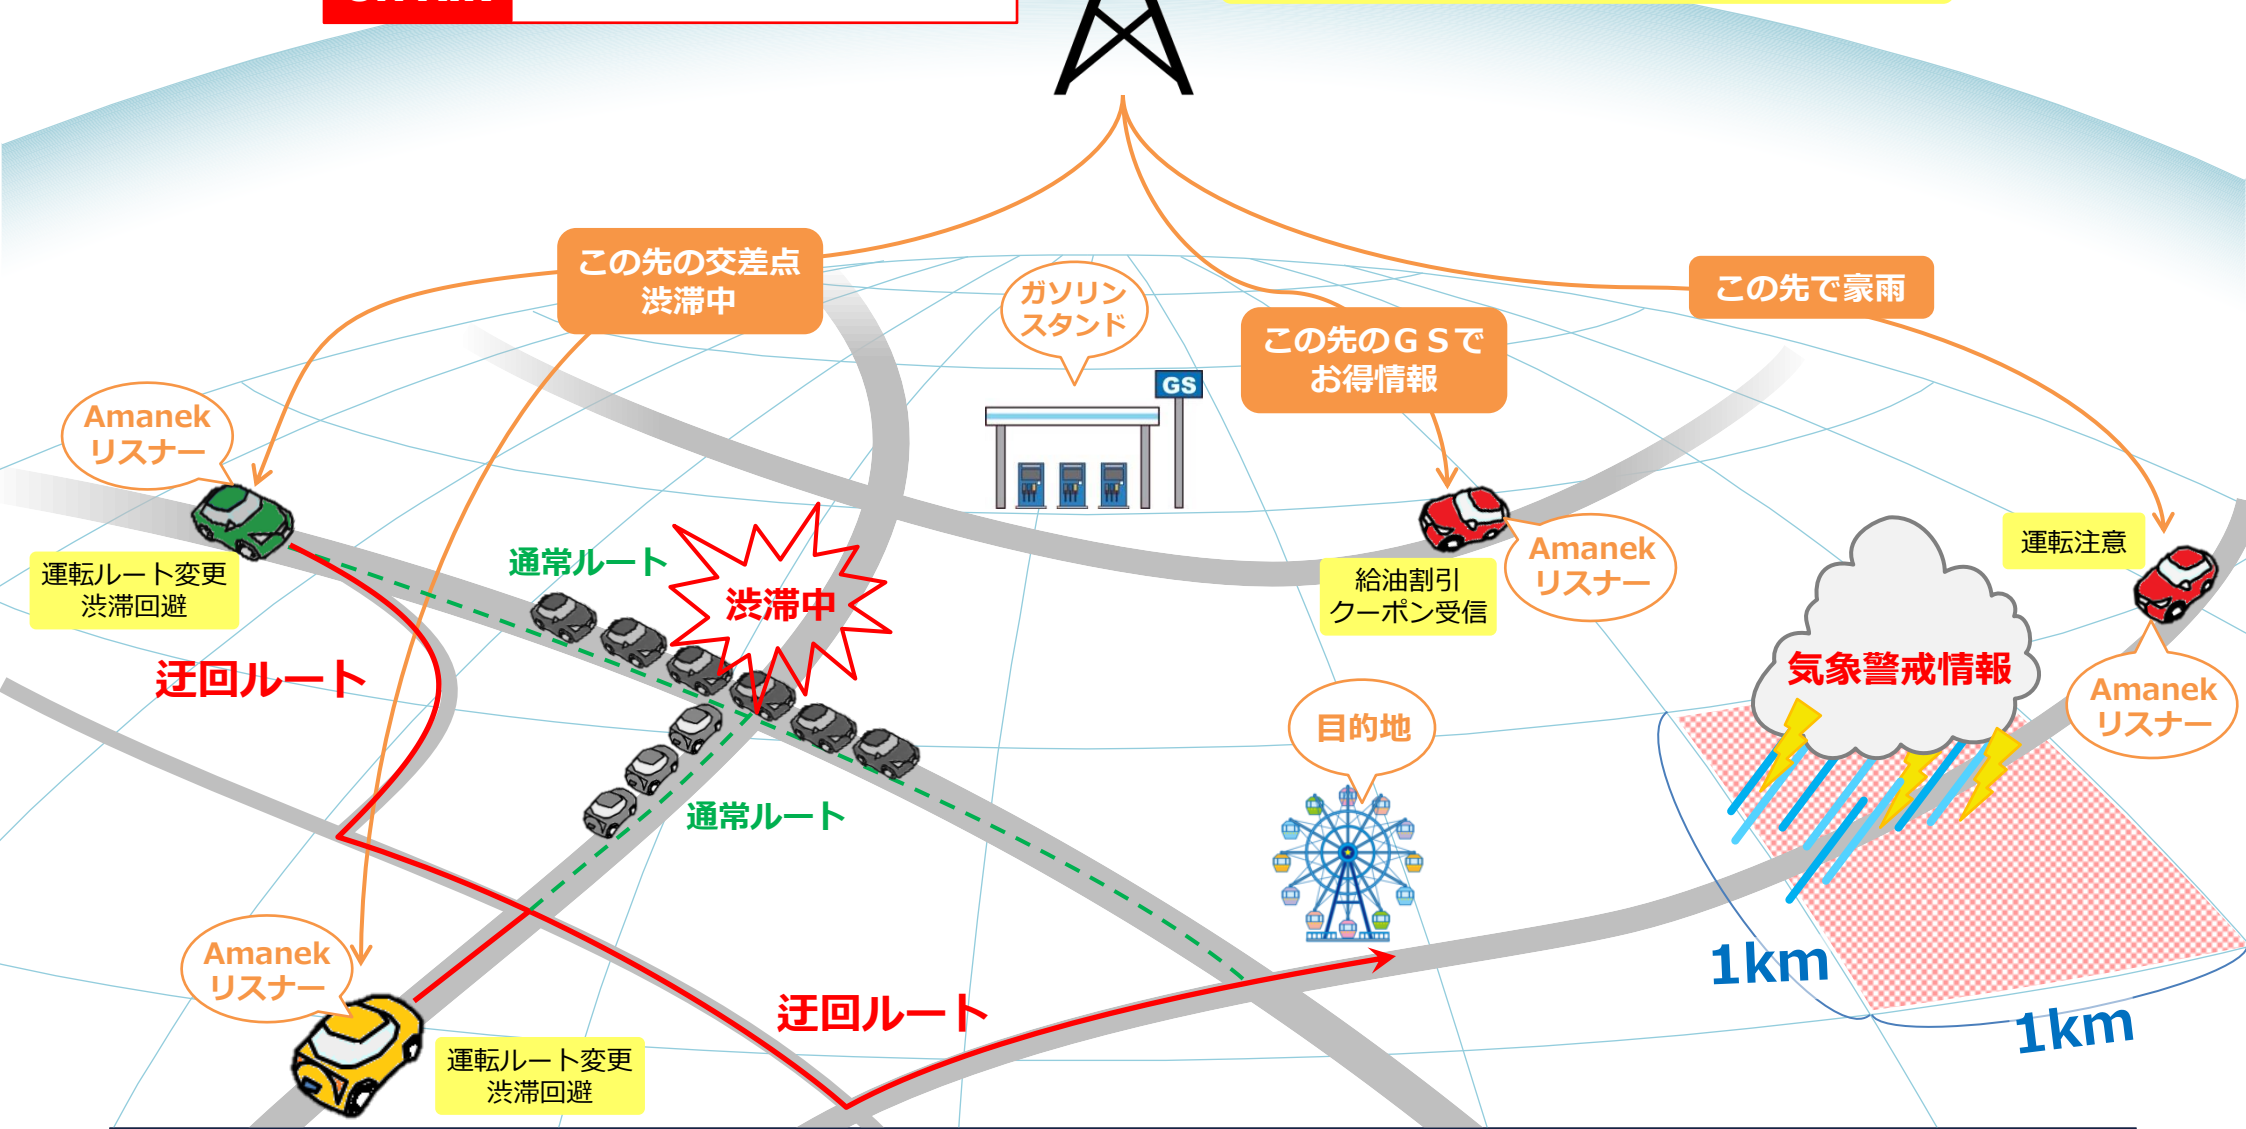 この先の交差点
渋滞中
ガソリン
スタンド
この先のGSで
お得情報
この先で豪雨
GS
Amanek
リスナー
運転ルート変更
渋滞回避
通常ルート
渋滞中
迂回ルート
給油割引
クーポン受信
Amanek
リスナー
運転注意
気象警戒情報
Amanek
リスナー
目的地
通常ルート
Amanek
リスナー
運転ルート変更
渋滞回避
迂回ルート
1km
1km